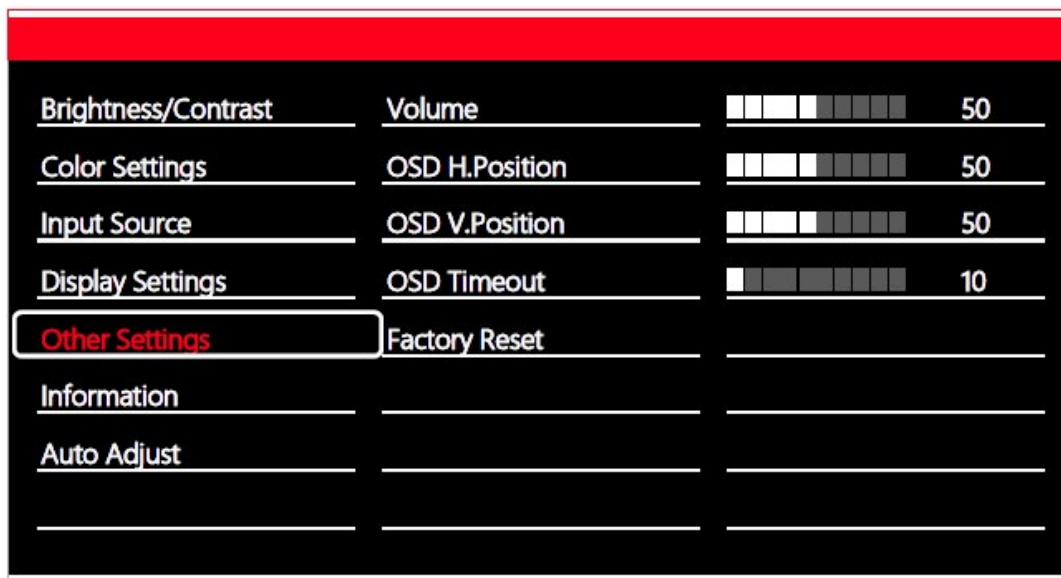 Brightness/Contrast Volume 50
Color Settings OSD H.Position 50
Input Source OSD V.Position 50
Display Settings OSD Timeout 10
Other Settings Factory Reset
Information
Auto Adjust